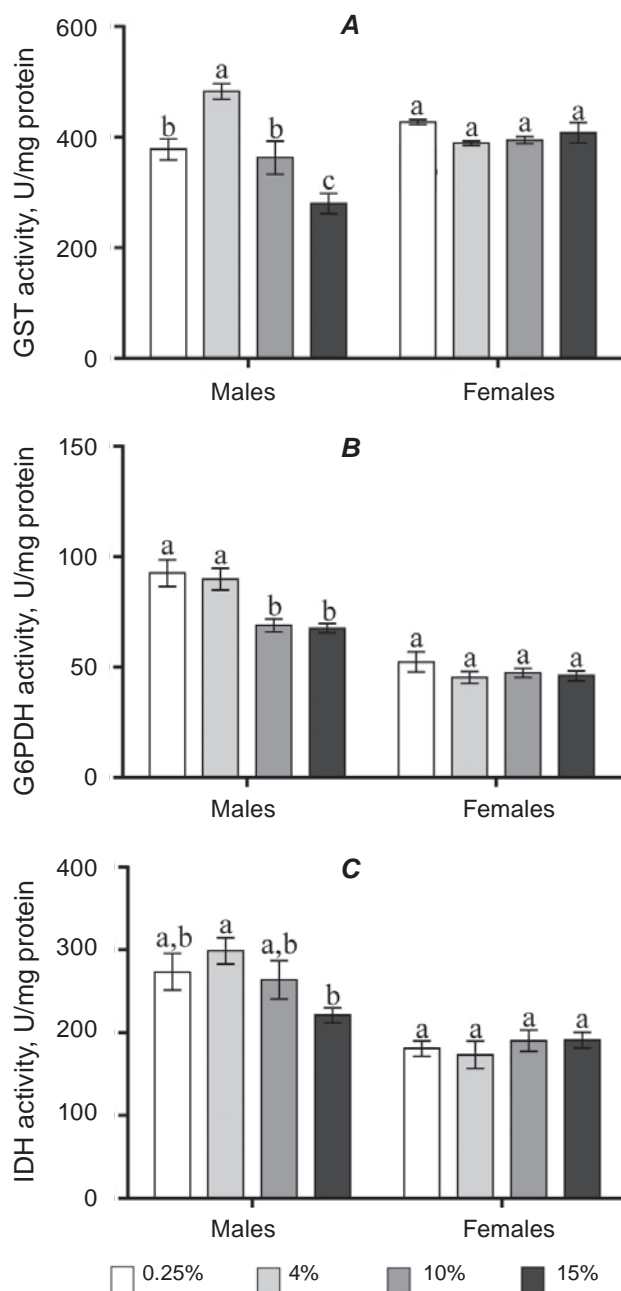 A
GST activity, U/mg protein
600
400
200
0
b
a
b
c
a
a
a
a
Males
Females
B
G6PDH activity, U/mg protein
150
100
50
0
a
a
b
b
a
a
a
a
Males
Females
C
IDH activity, U/mg protein
400
300
200
100
0
a,b
a
a,b
b
a
a
a
a
Males
Females
0.25% 4% 10% 15%